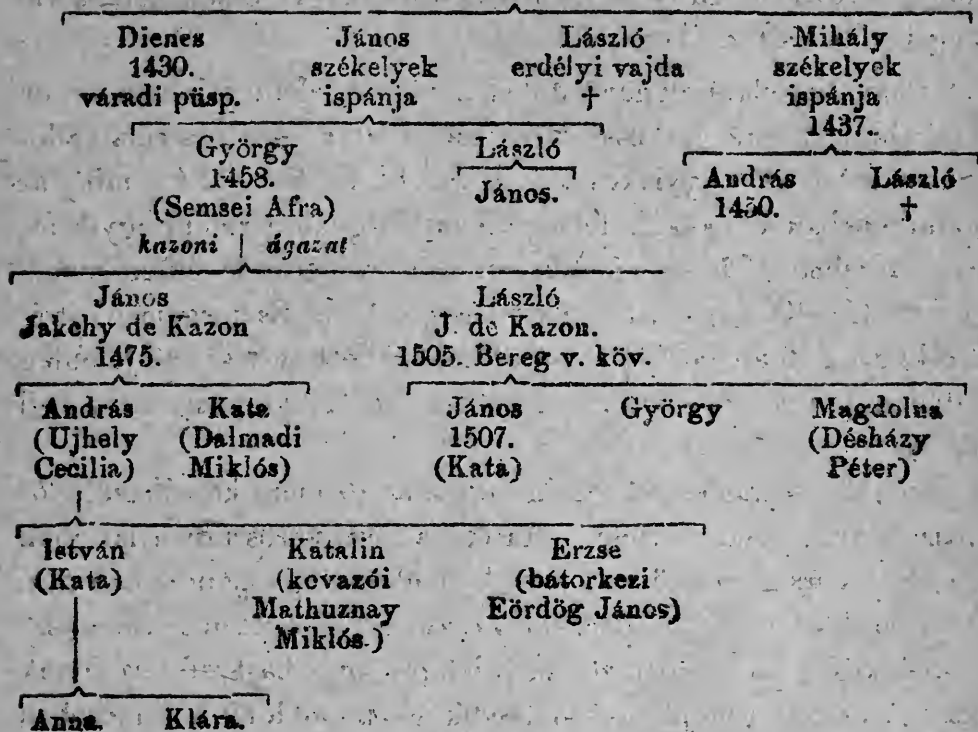 Dienes János László Mihály
1430. székelyek erdélyi vajda székelyek
váradi püsp. ispánja † ispánja
1437.
György László András László
1458. János. 1450. †
(Semsei Afra)
kazoni | ágazat
János László
Jakchy de Kazon J. de Kazon.
1475. 1505. Bereg v. köv.
András Kata János György Magdolna
(Ujhely (Dalmadi 1507. (Désházy
Cecilia) Miklós) (Kata) Péter)
István Katalin Erzse
(Kata) (kovazói (bátorkezi
Mathuznay Eördög János)
Miklós.)
Anna. Klára.